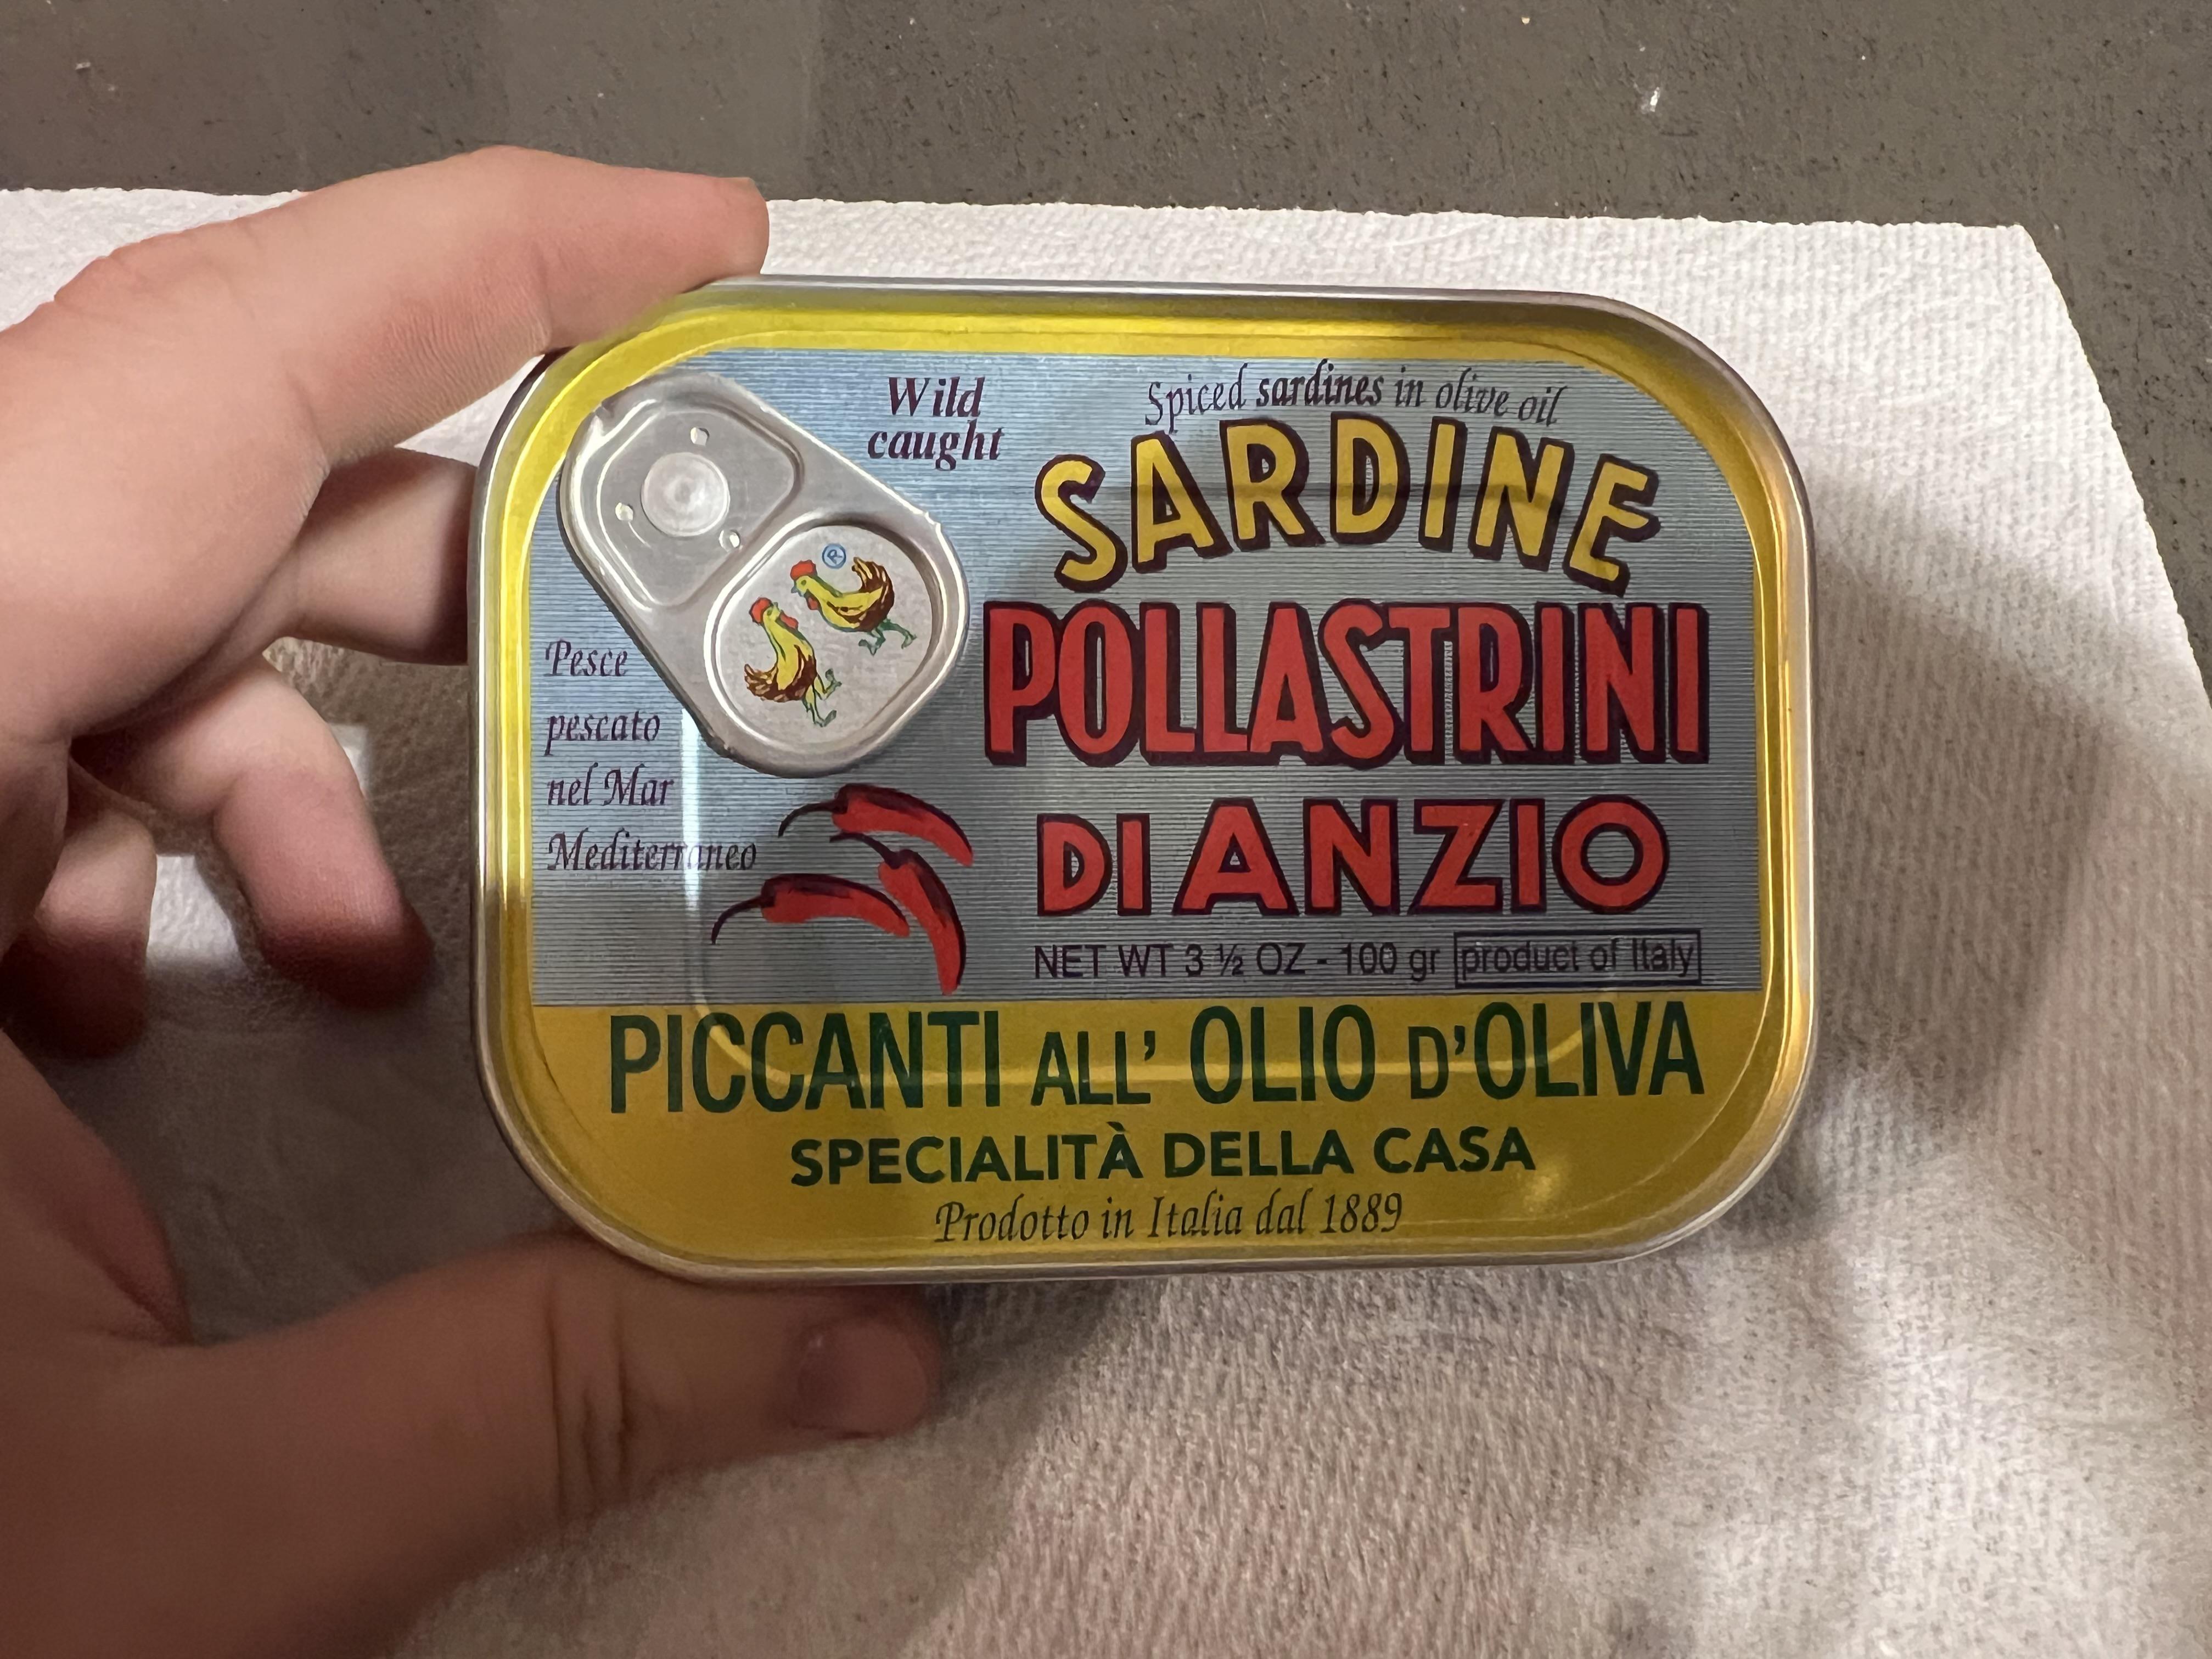 Wild
caught
Spiced sardines in olive oil
SARDINE
POLLASTRINI
DI ANZIO
®
Pesce
pescato
nel Mar
Mediterraneo
NET WT 3 ½ OZ - 100 gr product of Italy
PICCANTI ALL' OLIO D'OLIVA
SPECIALITÀ DELLA CASA
Prodotto in Italia dal 1889